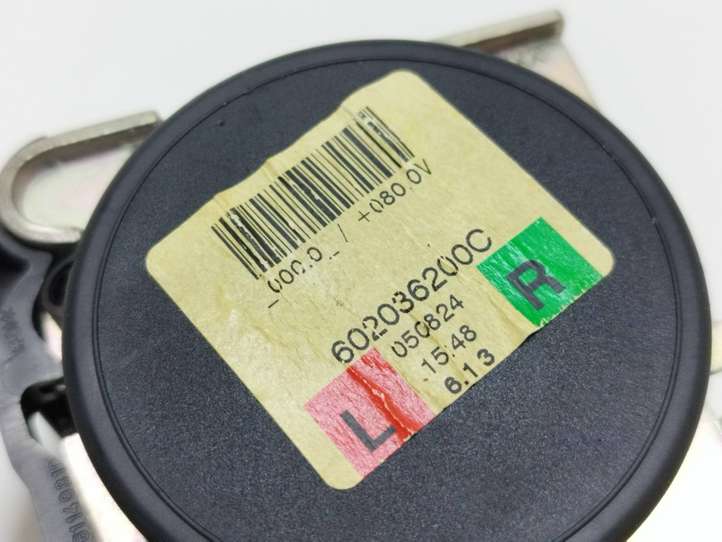 _000.0_ / +080.0V
602036200C
050824
15.48
6.13
L
R